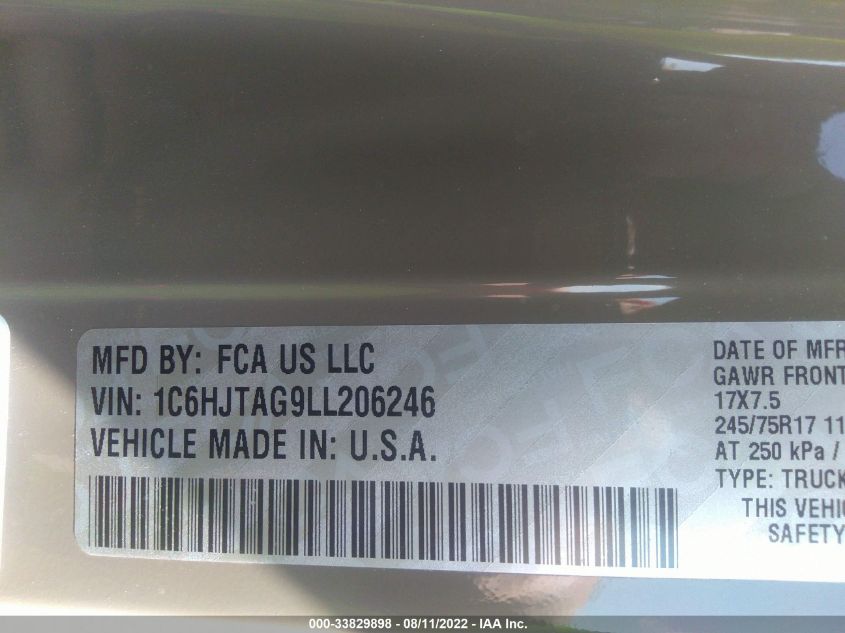 MFD BY: FCA US LLC
VIN: 1C6HJTAG9LL206246
VEHICLE MADE IN: U.S.A.
DATE OF MFR
GAWR FRONT
17X7.5
245/75R17 11
AT 250 kPa /
TYPE: TRUCK
THIS VEHI
SAFETY
000-33829898 - 08/11/2022 - IAA Inc.